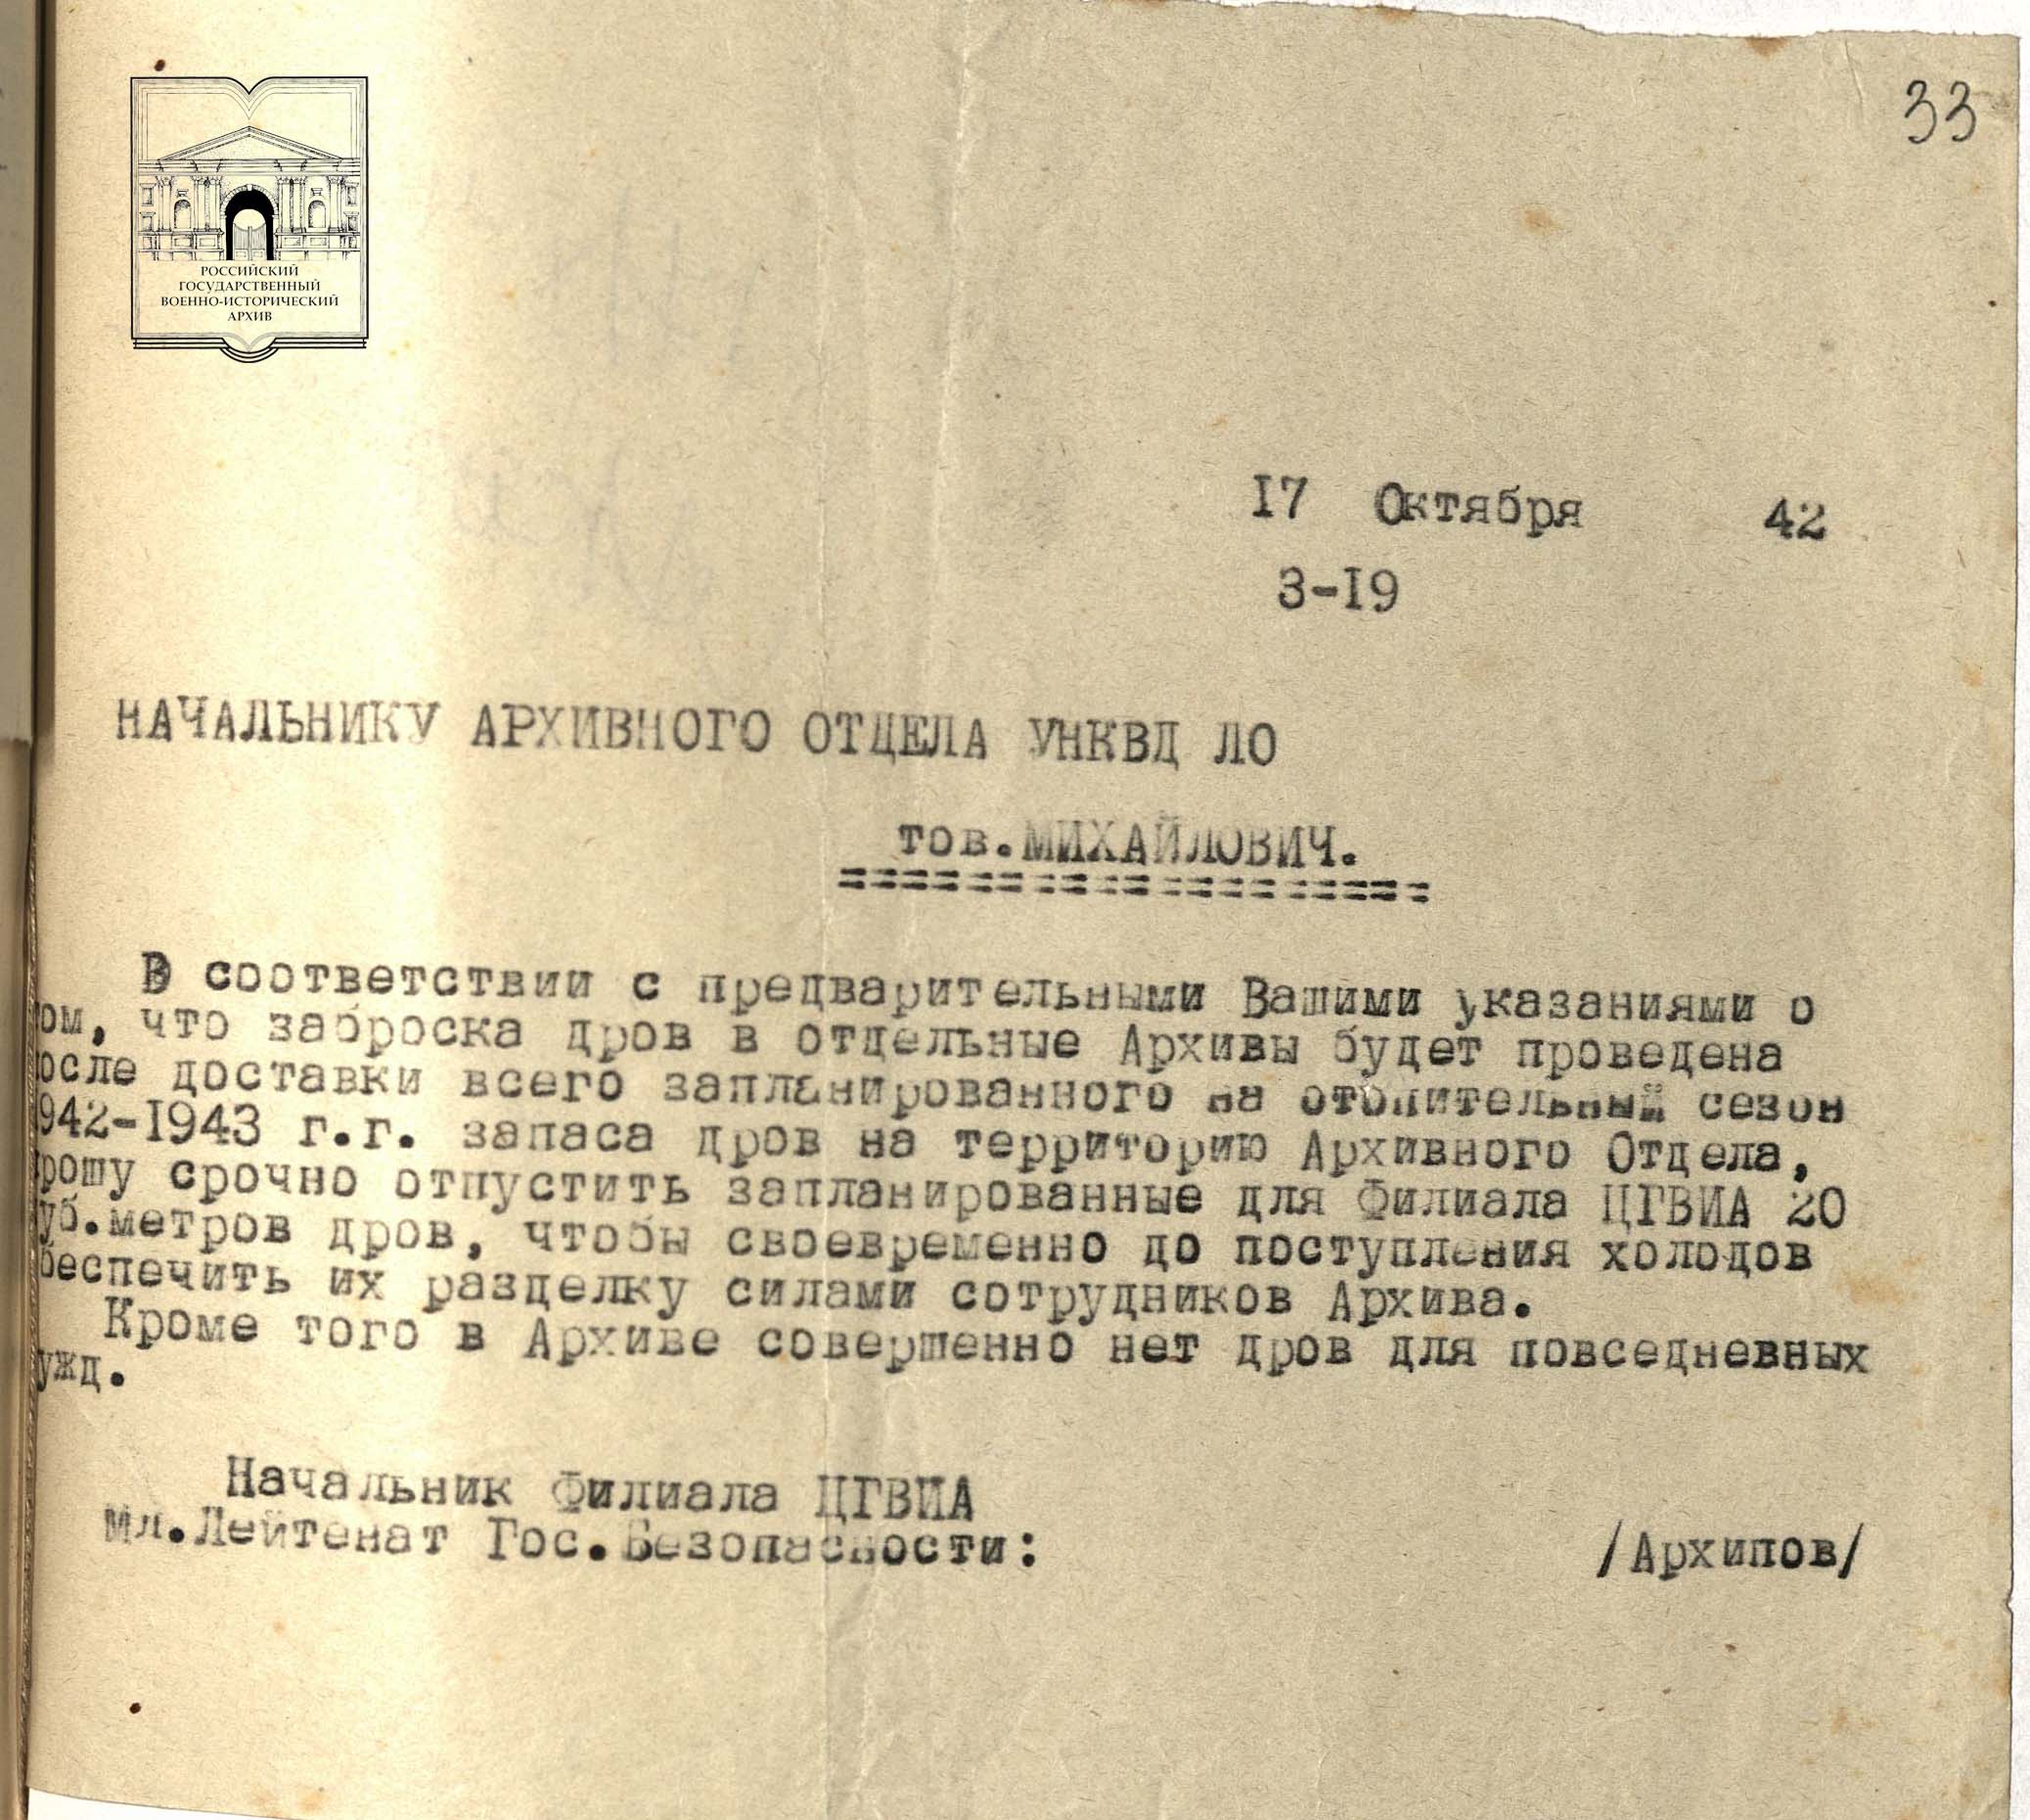 33
РОССИЙСКИЙ
ГОСУДАРСТВЕННЫЙ
ВОЕННО-ИСТОРИЧЕСКИЙ
АРХИВ
I7 Октября 42
3-I9
НАЧАЛЬНИКУ АРХИВНОГО ОТДЕЛА УНКВД ЛО
тов.МИХАЙЛОВИЧ.
В соответствии с предварительными Вашими указаниями о
ом, что заброска дров в отдельные Архивы будет проведена
осле доставки всего запланированного на отопительный сезон
942-I943 г.г. запаса дров на территорию Архивного Отдела,
рошу срочно отпустить запланированные для Филиала ЦГВИА 20
уб.метров дров, чтобы своевременно до поступления холодов
беспечить их разделку силами сотрудников Архива.
Кроме того в Архиве совершенно нет дров для повседневных
ужд.
Начальник Филиала ЦГВИА
Мл.Лейтенат Гос.Безопасности: /Архипов/